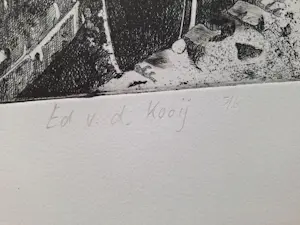 Ed v. d. Kooij